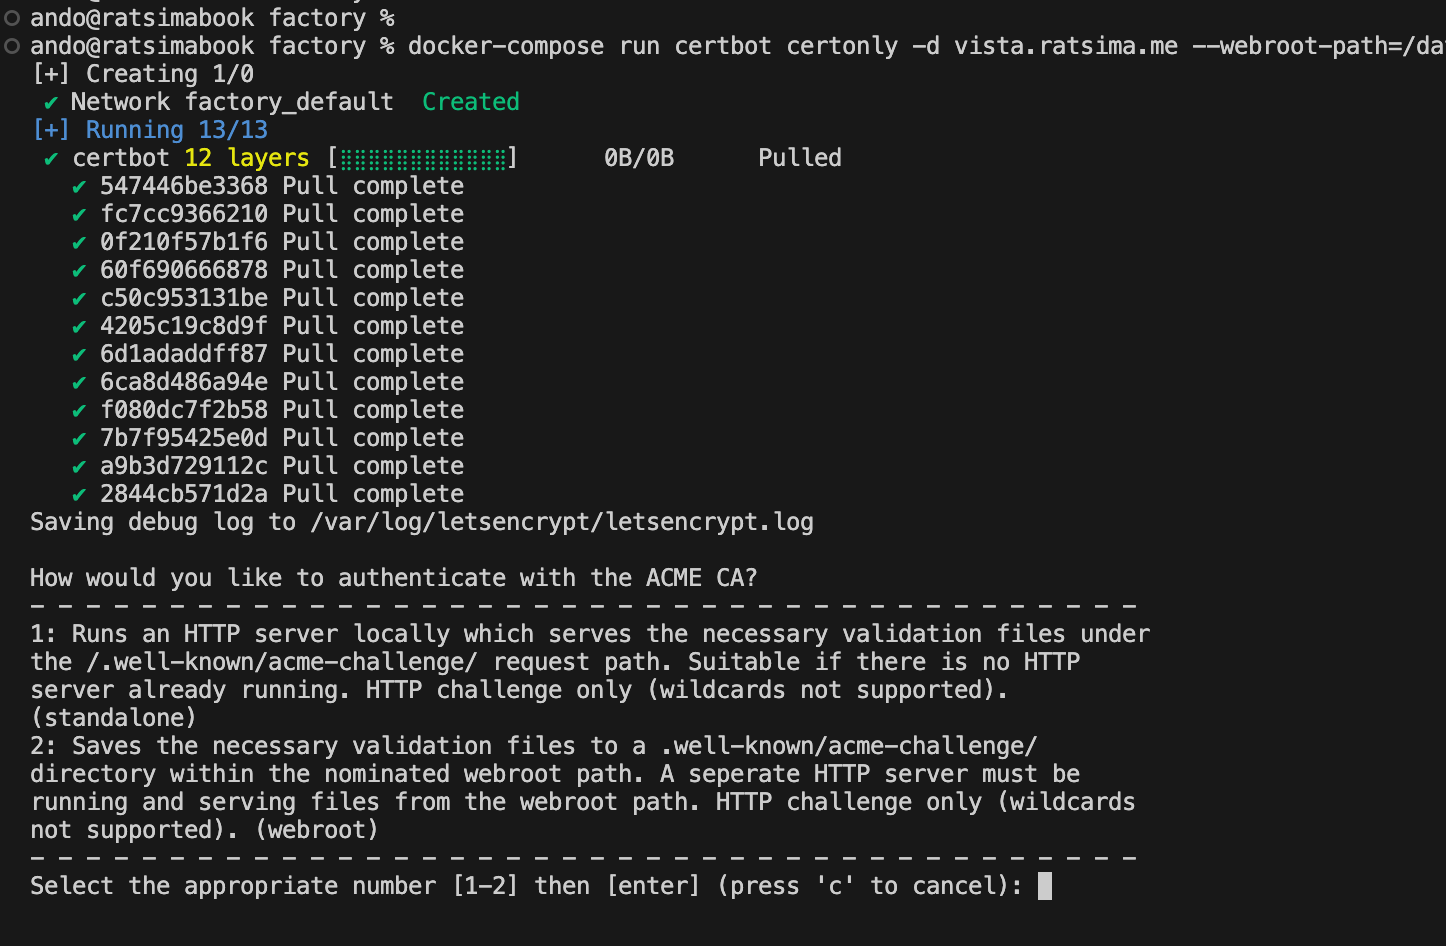 ando@ratsimabook factory %
ando@ratsimabook factory % docker-compose run certbot certonly -d vista.ratsima.me --webroot-path=/da
[+] Creating 1/0
✔ Network factory_default Created
[+] Running 13/13
✔ certbot 12 layers [⣿⣿⣿⣿⣿⣿⣿⣿⣿⣿⣿⣿] 0B/0B Pulled
✔ 547446be3368 Pull complete
✔ fc7cc9366210 Pull complete
✔ 0f210f57b1f6 Pull complete
✔ 60f690666878 Pull complete
✔ c50c953131be Pull complete
✔ 4205c19c8d9f Pull complete
✔ 6d1adaddff87 Pull complete
✔ 6ca8d486a94e Pull complete
✔ f080dc7f2b58 Pull complete
✔ 7b7f95425e0d Pull complete
✔ a9b3d729112c Pull complete
✔ 2844cb571d2a Pull complete
Saving debug log to /var/log/letsencrypt/letsencrypt.log
How would you like to authenticate with the ACME CA?
- - - - - - - - - - - - - - - - - - - - - - - - - - - - - - - - - - - - - - - -
1: Runs an HTTP server locally which serves the necessary validation files under
the /.well-known/acme-challenge/ request path. Suitable if there is no HTTP
server already running. HTTP challenge only (wildcards not supported).
(standalone)
2: Saves the necessary validation files to a .well-known/acme-challenge/
directory within the nominated webroot path. A seperate HTTP server must be
running and serving files from the webroot path. HTTP challenge only (wildcards
not supported). (webroot)
- - - - - - - - - - - - - - - - - - - - - - - - - - - - - - - - - - - - - - - -
Select the appropriate number [1-2] then [enter] (press 'c' to cancel):